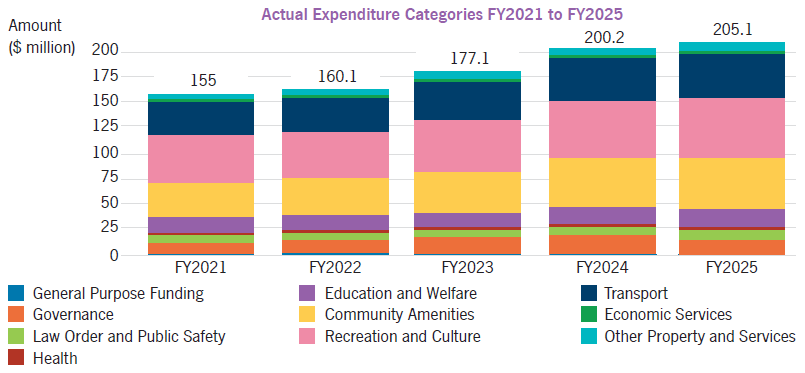 Actual Expenditure Categories FY2021 to FY2025
Amount
($ million)
200
175
150
125
100
75
50
25
0
155
160.1
177.1
200.2
205.1
FY2021 FY2022 FY2023 FY2024 FY2025
General Purpose Funding
Governance
Law Order and Public Safety
Health
Education and Welfare
Community Amenities
Recreation and Culture
Transport
Economic Services
Other Property and Services